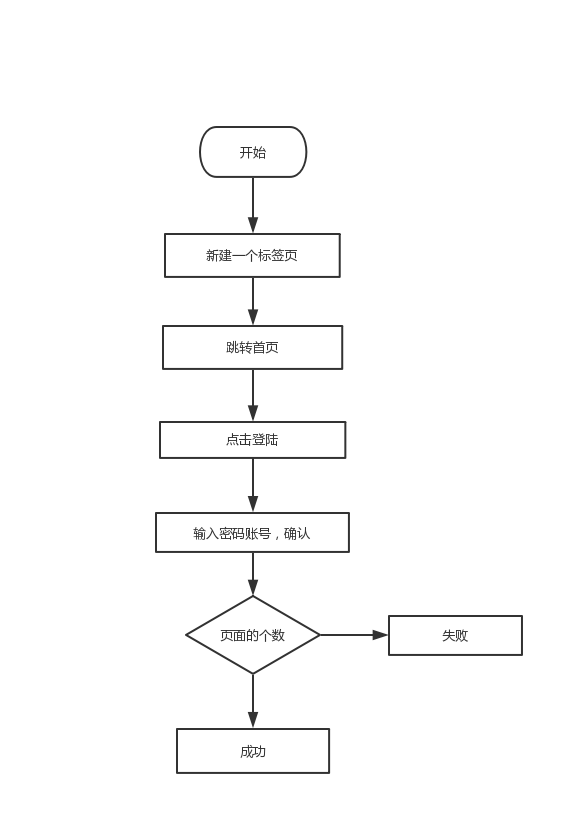 开始
新建一个标签页
跳转首页
点击登陆
输入密码账号，确认
页面的个数
失败
成功